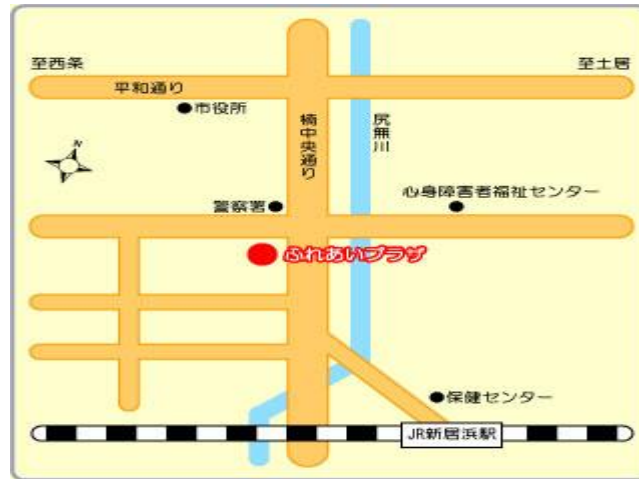 至西条
至土居
平和通り
市役所
楠中央通り
尻無川
N
警察署
心身障害者福祉センター
ふれあいプラザ
保健センター
JR新居浜駅